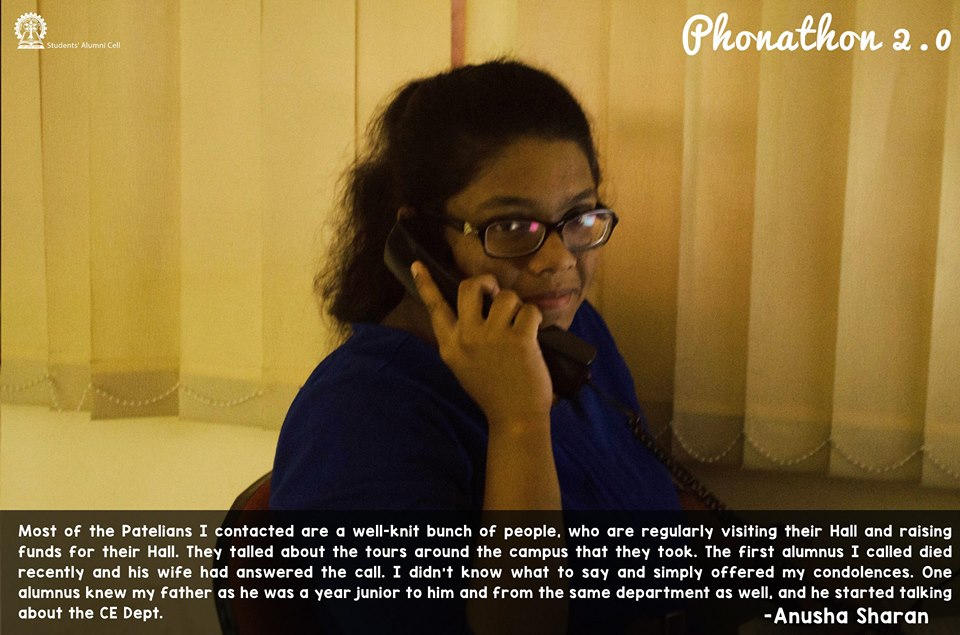 Students' Alumni Cell
Phonathon 2.0
Most of the Patelians I contacted are a well-knit bunch of people, who are regularly visiting their Hall and raising
funds for their Hall. They talled about the tours around the campus that they took. The first alumnus I called died
recently and his wife had answered the call. I didn't know what to say and simply offered my condolences. One
alumnus knew my father as he was a year junior to him and from the same department as well, and he started talking
about the CE Dept.
-Anusha Sharan